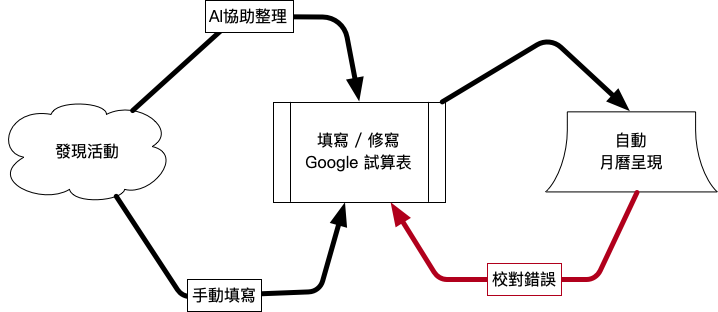 AI協助整理
發現活動
填寫 / 修寫
Google 試算表
自動
月曆呈現
手動填寫
校對錯誤